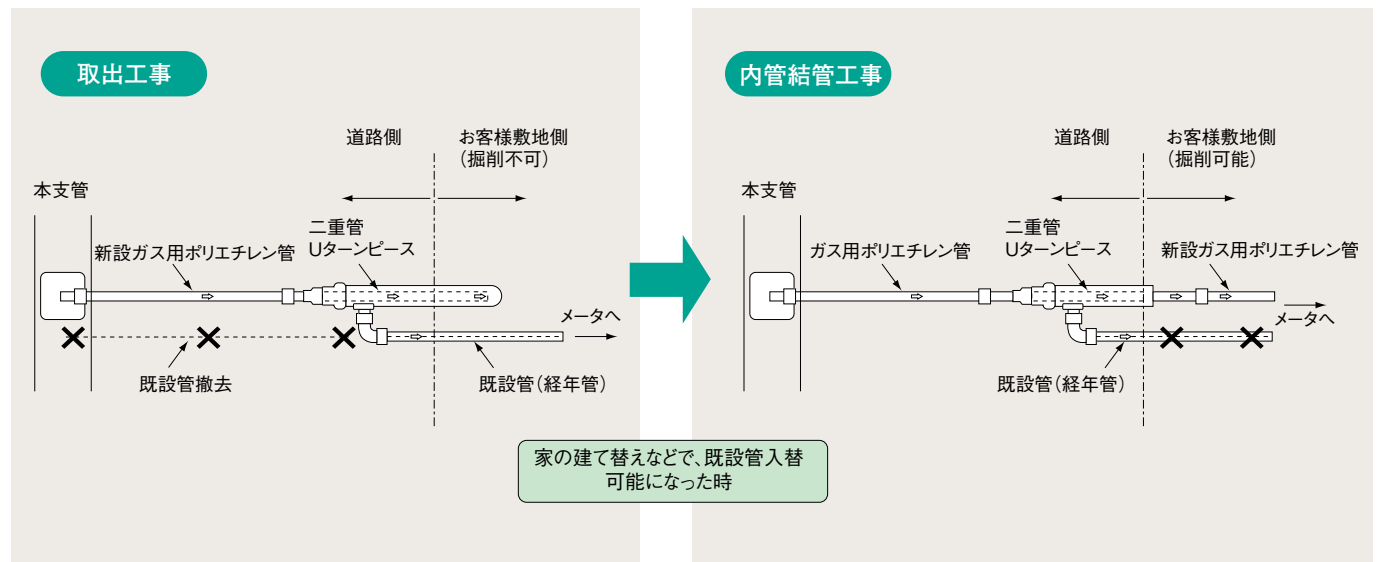 取出工事
道路側
お客様敷地側
(掘削不可)
本支管
二重管
Uターンピース
新設ガス用ポリエチレン管
メータへ
既設管撤去
既設管(経年管)
内管結管工事
道路側
お客様敷地側
(掘削可能)
本支管
二重管
Uターンピース
ガス用ポリエチレン管
新設ガス用ポリエチレン管
メータへ
既設管(経年管)
家の建て替えなどで、既設管入替
可能になった時